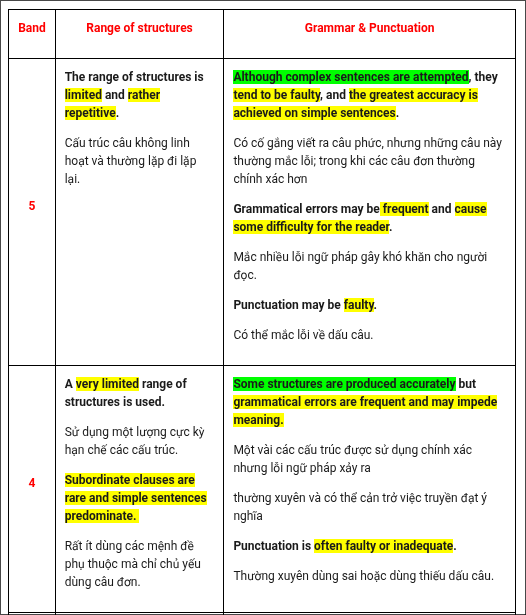 Band
Range of structures
Grammar & Punctuation
5
The range of structures is
limited and rather
repetitive.
Cấu trúc câu không linh
hoạt và thường lặp đi lặp
lại.
Although complex sentences are attempted, they
tend to be faulty, and the greatest accuracy is
achieved on simple sentences.
Có cố gắng viết ra câu phức, nhưng những câu này
thường mắc lỗi; trong khi các câu đơn thường
chính xác hơn
Grammatical errors may be frequent and cause
some difficulty for the reader.
Mắc nhiều lỗi ngữ pháp gây khó khăn cho người
đọc.
Punctuation may be faulty.
Có thể mắc lỗi về dấu câu.
4
A very limited range of
structures is used.
Sử dụng một lượng cực kỳ
hạn chế các cấu trúc.
Subordinate clauses are
rare and simple sentences
predominate.
Rất ít dùng các mệnh đề
phụ thuộc mà chỉ chủ yếu
dùng câu đơn.
Some structures are produced accurately but
grammatical errors are frequent and may impede
meaning.
Một vài các cấu trúc được sử dụng chính xác
nhưng lỗi ngữ pháp xảy ra
thường xuyên và có thể cản trở việc truyền đạt ý
nghĩa
Punctuation is often faulty or inadequate.
Thường xuyên dùng sai hoặc dùng thiếu dấu câu.